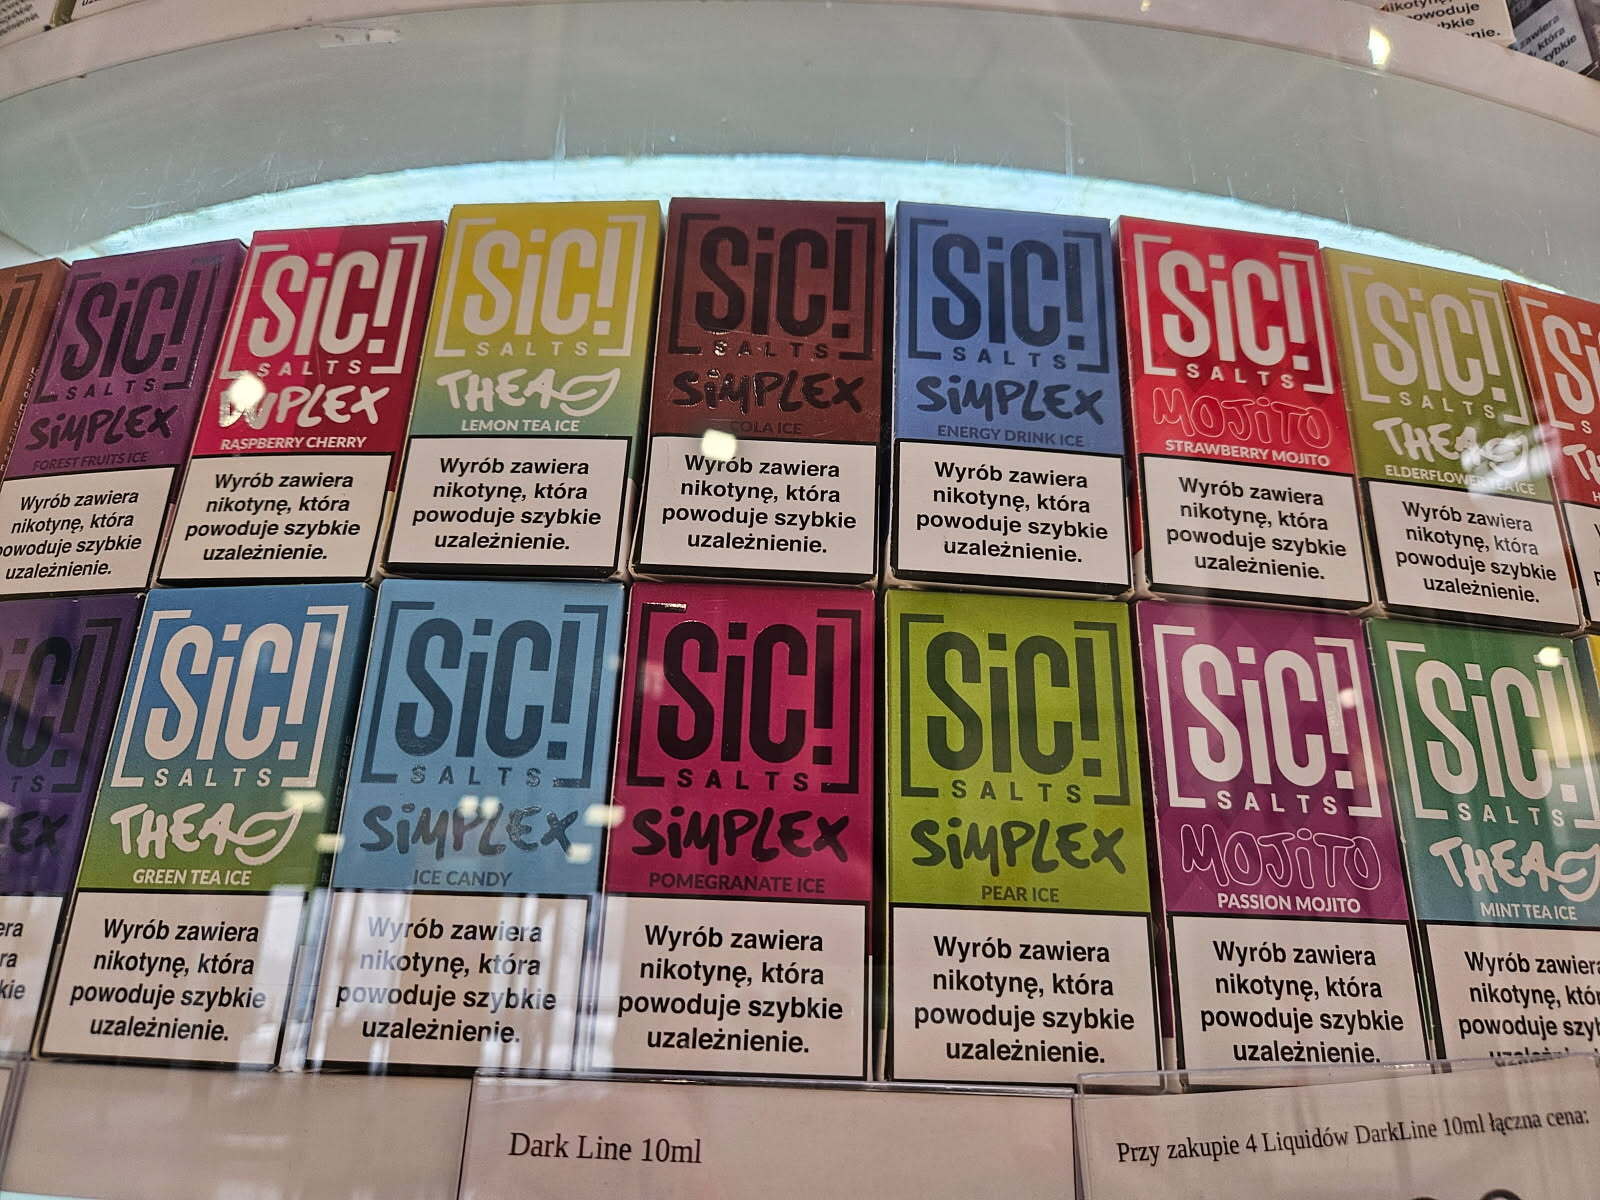 nikotynę,
powoduje
zawiera
która
szybkie
SiC!
SALTS
SiMPLEX
FOREST FRUITS ICE
Wyrób zawiera
nikotynę, która
powoduje szybkie
uzależnienie.
SiC!
SALTS
SiMPLEX
RASPBERRY CHERRY
Wyrób zawiera
nikotynę, która
powoduje szybkie
uzależnienie.
SiC!
SALTS
THEA
LEMON TEA ICE
Wyrób zawiera
nikotynę, która
powoduje szybkie
uzależnienie.
SiC!
SALTS
SiMPLEX
COLA ICE
Wyrób zawiera
nikotynę, która
powoduje szybkie
uzależnienie.
SiC!
SALTS
SiMPLEX
ENERGY DRINK ICE
Wyrób zawiera
nikotynę, która
powoduje szybkie
uzależnienie.
SiC!
SALTS
MOJiTO
STRAWBERRY MOJITO
Wyrób zawiera
nikotynę, która
powoduje szybkie
uzależnienie.
SiC!
SALTS
THEA
ELDERFLOWER TEA ICE
Wyrób zawiera
nikotynę, która
powoduje szybkie
uzależnienie.
SiC!
SALTS
THEA
GREEN TEA ICE
Wyrób zawiera
nikotynę, która
powoduje szybkie
uzależnienie.
SiC!
SALTS
SiMPLEX
ICE CANDY
Wyrób zawiera
nikotynę, która
powoduje szybkie
uzależnienie.
SiC!
SALTS
SiMPLEX
POMEGRANATE ICE
Wyrób zawiera
nikotynę, która
powoduje szybkie
uzależnienie.
SiC!
SALTS
SiMPLEX
PEAR ICE
Wyrób zawiera
nikotynę, która
powoduje szybkie
uzależnienie.
SiC!
SALTS
MOJiTO
PASSION MOJITO
Wyrób zawiera
nikotynę, która
powoduje szybkie
uzależnienie.
SiC!
SALTS
THEA
MINT TEA ICE
Wyrób zawiera
nikotynę,
powoduje
Dark Line 10ml
Przy zakupie 4 Liquidów DarkLine 10ml łączna cena: